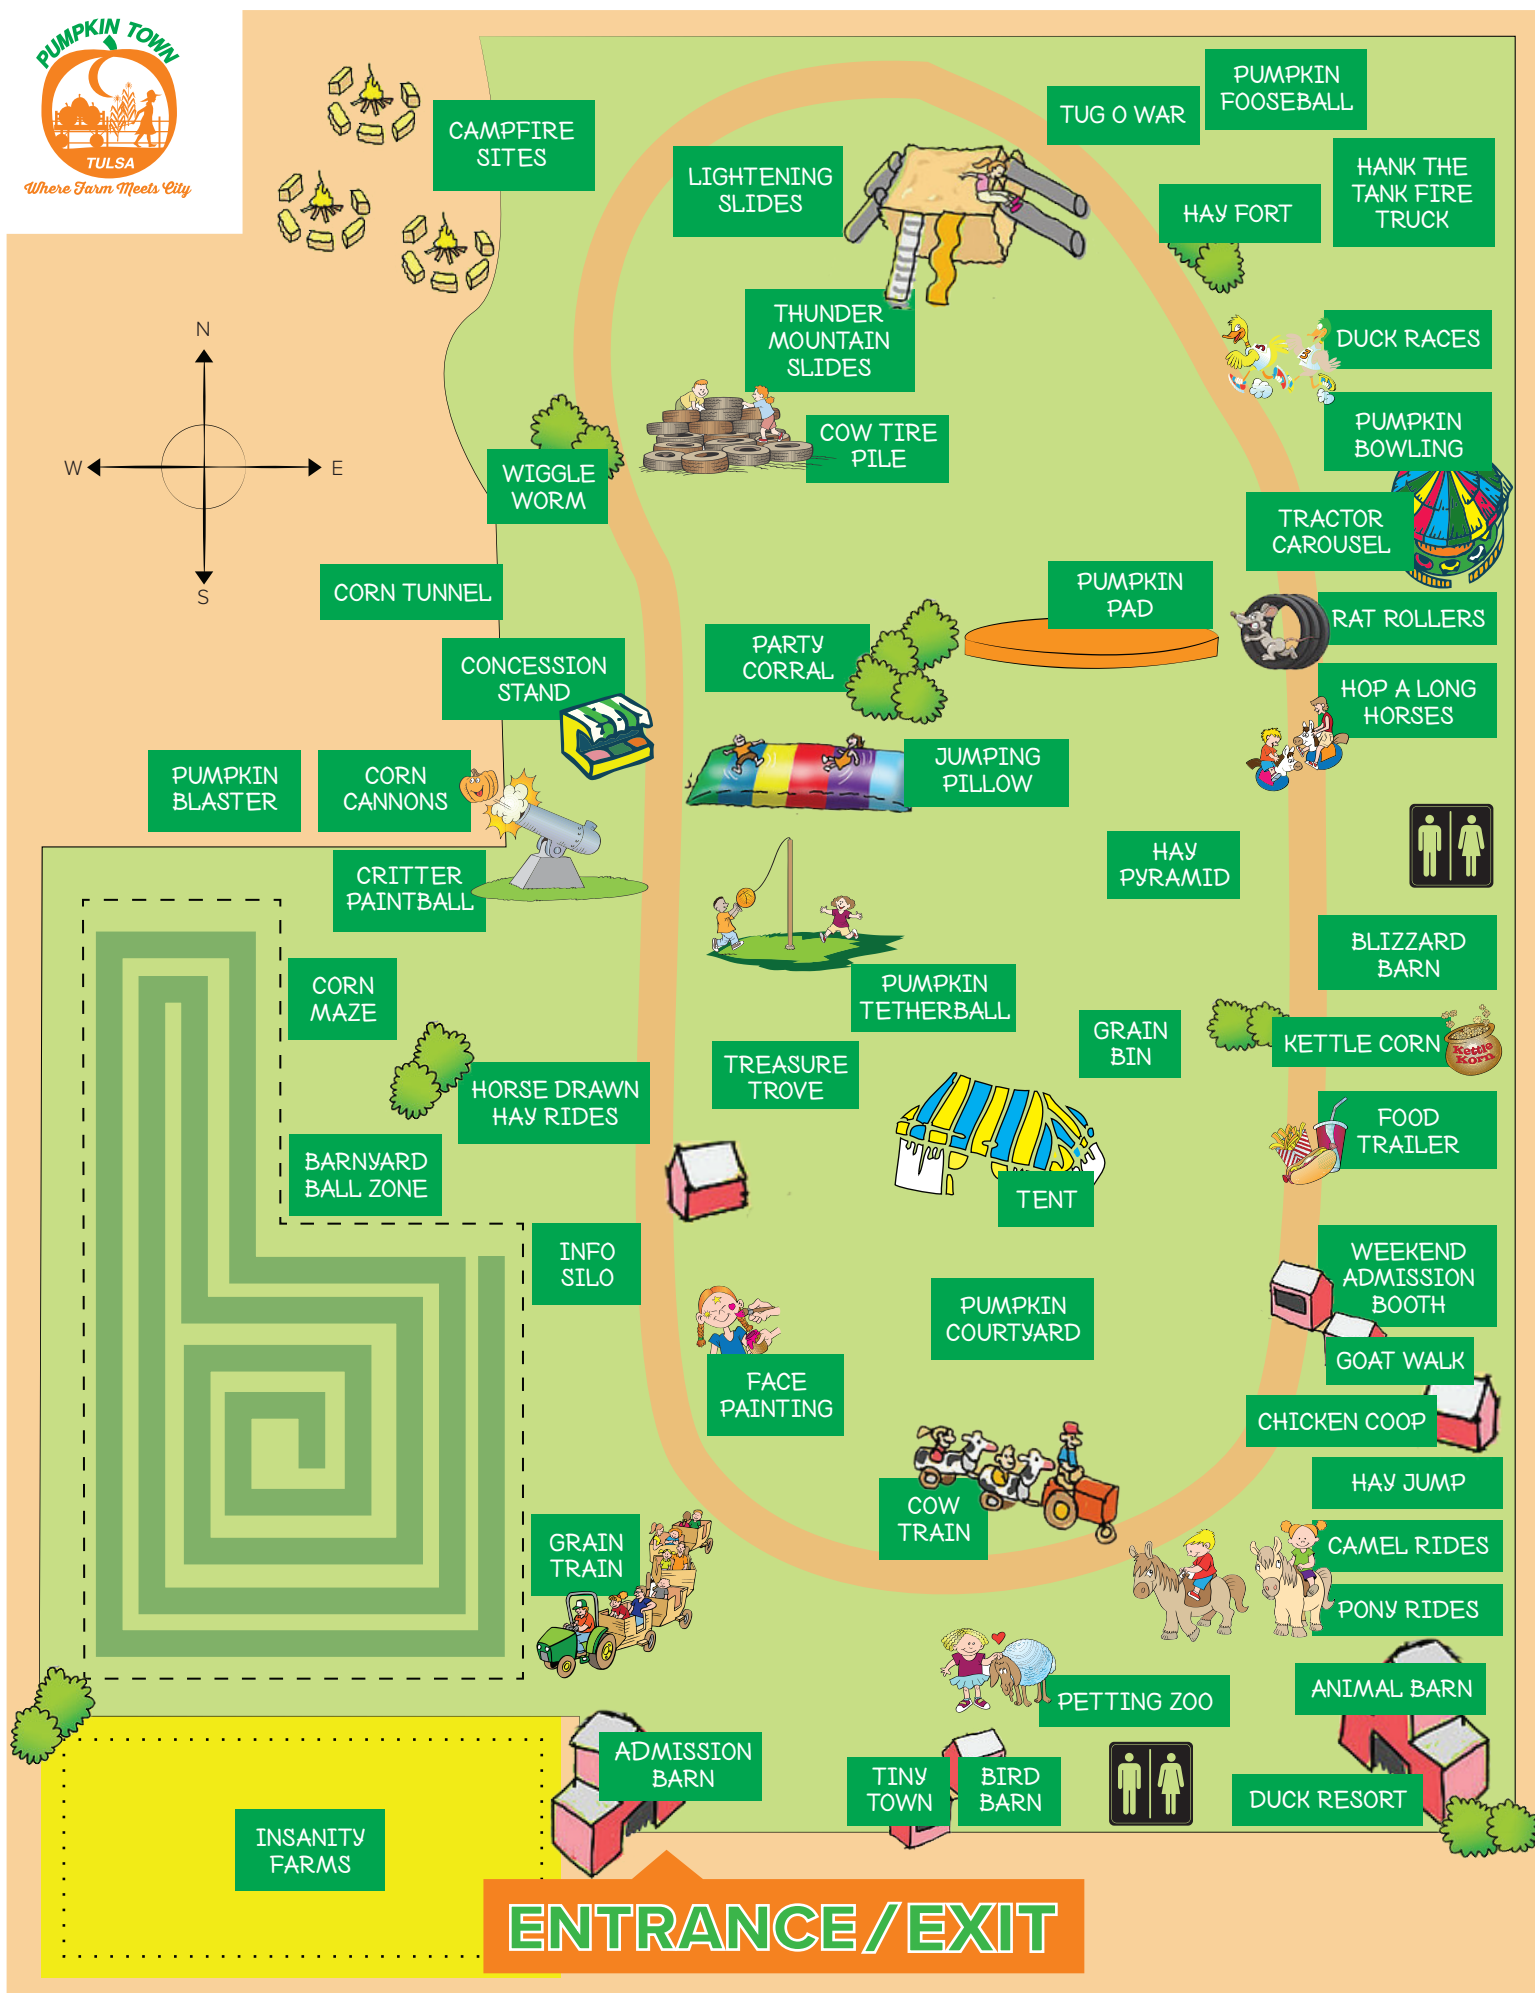 PUMPKIN TOWN
TULSA
Where Farm Meets City
CAMPFIRE
SITES
LIGHTENING
SLIDES
TUG O WAR
PUMPKIN
FOOSEBALL
HANK THE
TANK FIRE
TRUCK
HAY FORT
THUNDER
MOUNTAIN
SLIDES
DUCK RACES
N
W
E
S
COW TIRE
PILE
PUMPKIN
BOWLING
WIGGLE
WORM
TRACTOR
CAROUSEL
CORN TUNNEL
PUMPKIN
PAD
RAT ROLLERS
PARTY
CORRAL
CONCESSION
STAND
HOP A LONG
HORSES
PUMPKIN
BLASTER
CORN
CANNONS
JUMPING
PILLOW
CRITTER
PAINTBALL
HAY
PYRAMID
BLIZZARD
BARN
CORN
MAZE
PUMPKIN
TETHERBALL
GRAIN
BIN
KETTLE CORN
Kettle
Korn
TREASURE
TROVE
HORSE DRAWN
HAY RIDES
FOOD
TRAILER
BARNYARD
BALL ZONE
TENT
INFO
SILO
WEEKEND
ADMISSION
BOOTH
PUMPKIN
COURTYARD
GOAT WALK
FACE
PAINTING
CHICKEN COOP
HAY JUMP
COW
TRAIN
GRAIN
TRAIN
CAMEL RIDES
PONY RIDES
PETTING ZOO
ANIMAL BARN
ADMISSION
BARN
TINY
TOWN
BIRD
BARN
DUCK RESORT
INSANITY
FARMS
ENTRANCE/EXIT